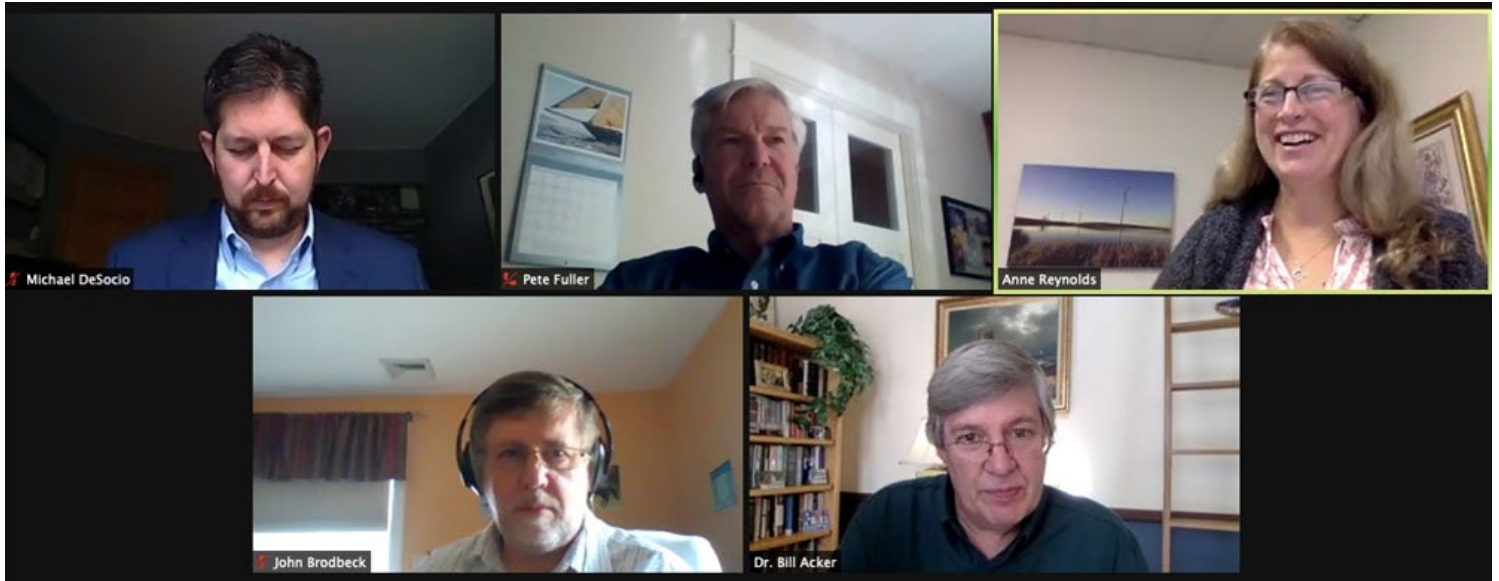 Michael DeSocio
Pete Fuller
Anne Reynolds
John Brodbeck
Dr. Bill Acker